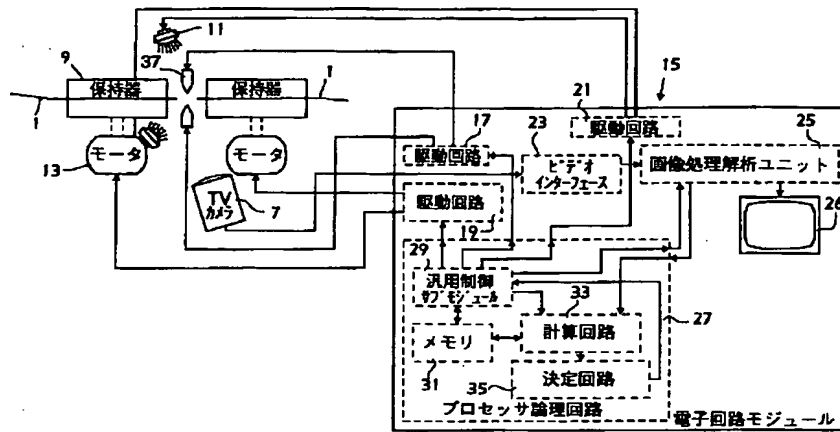 11
9
37
保持器
保持器
1
1
13
モータ
モータ
TV
カメラ
7
15
21
駆動回路
17
駆動回路
23
ビデオ
インターフェース
25
画像処理解析ユニット
26
駆動回路
19
29
汎用制御
サブモジュール
33
計算回路
27
メモリ
31
35
決定回路
プロセッサ論理回路
電子回路モジュール